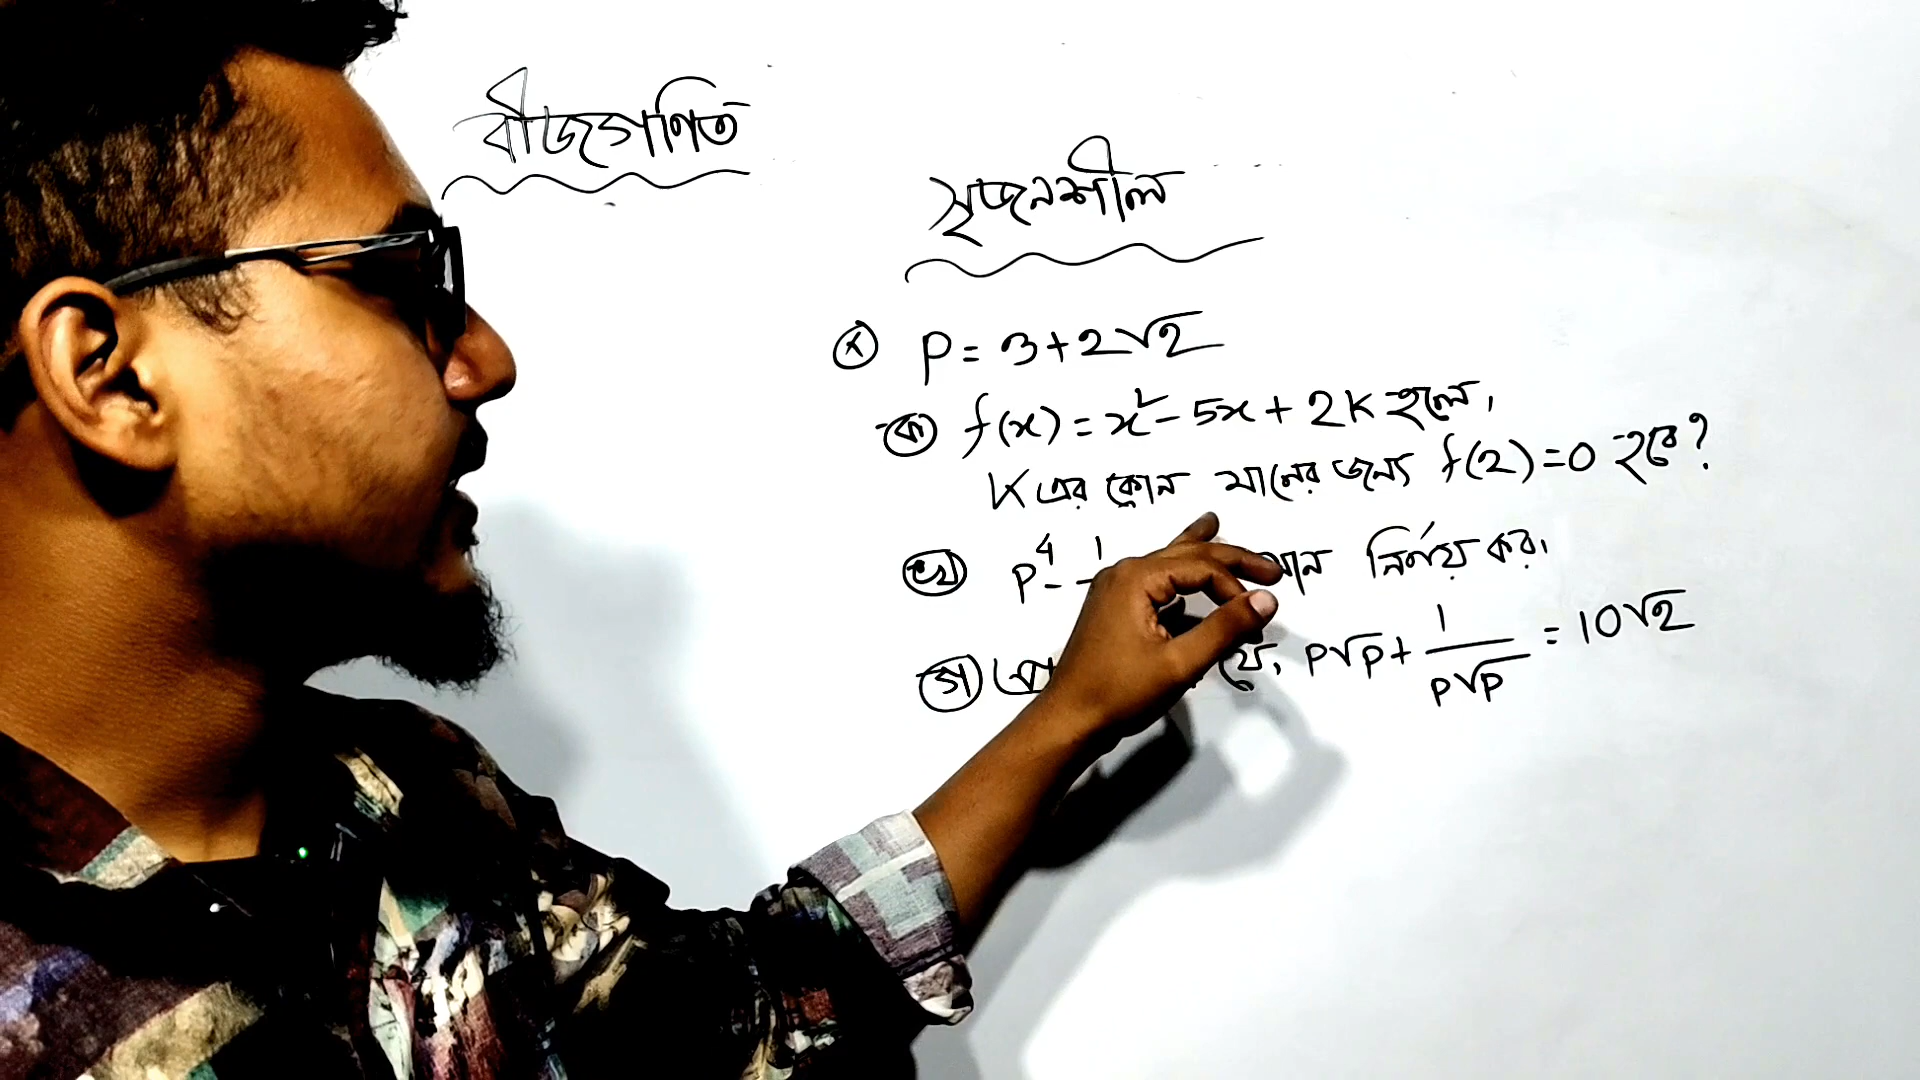 বীজগণিত
সৃজনশীল
p = 3+2√2
ক f(x) = x² - 5x + 2K হলে,
K এর কোন মানের জন্য f(2)=0 হবে?
খ p⁴ - 1 মান নির্ণয় কর।
গ যে, p√p + 1/p√p = 10√2